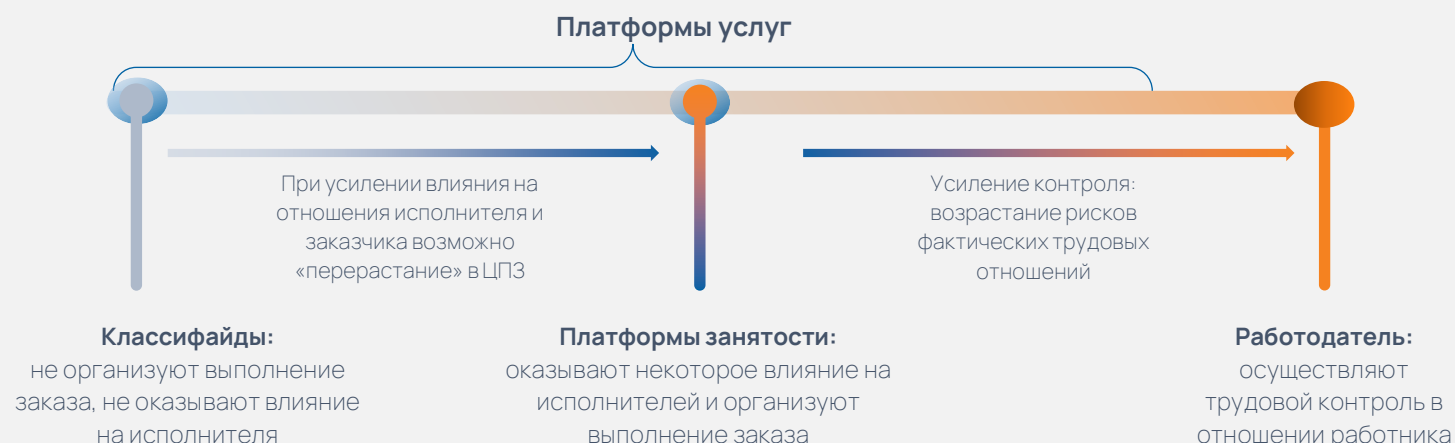 Платформы услуг
При усилении влияния на
отношения исполнителя и
заказчика возможно
«перерастание» в ЦПЗ
Усиление контроля:
возрастание рисков
фактических трудовых
отношений
Классифайды:
не организуют выполнение
заказа, не оказывают влияние
на исполнителя
Платформы занятости:
оказывают некоторое влияние на
исполнителей и организуют
выполнение заказа
Работодатель:
осуществляют
трудовой контроль в
отношении работника